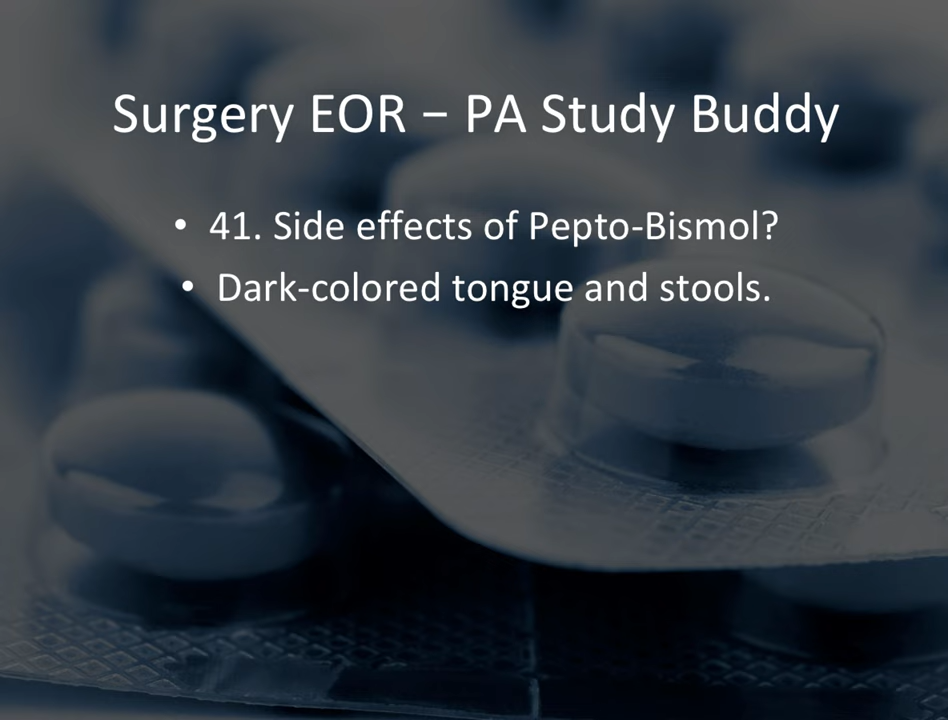 Surgery EOR – PA Study Buddy
• 41. Side effects of Pepto-Bismol?
• Dark-colored tongue and stools.